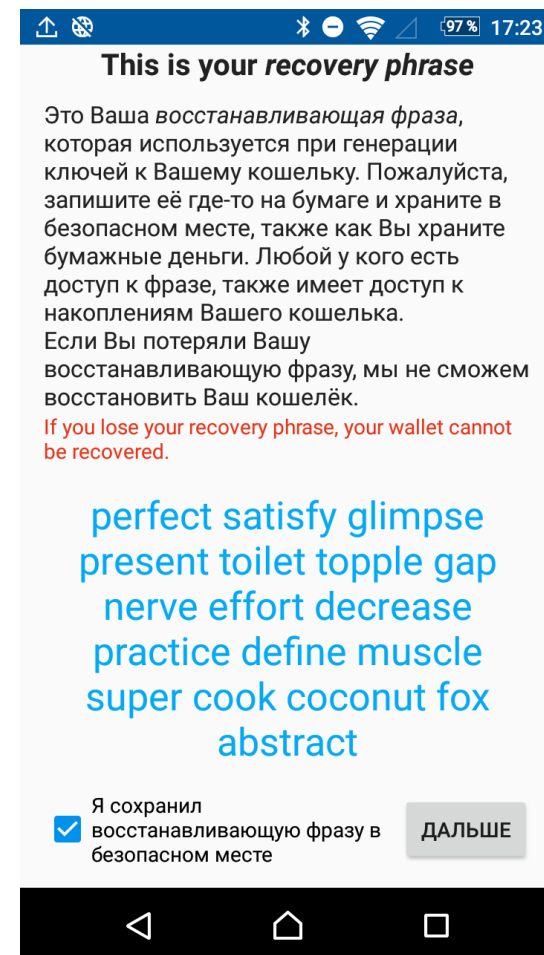 97 % 17:23
This is your recovery phrase
Это Ваша восстанавливающая фраза,
которая используется при генерации
ключей к Вашему кошельку. Пожалуйста,
запишите её где-то на бумаге и храните в
безопасном месте, также как Вы храните
бумажные деньги. Любой у кого есть
доступ к фразе, также имеет доступ к
накоплениям Вашего кошелька.
Если Вы потеряли Вашу
восстанавливающую фразу, мы не сможем
восстановить Ваш кошелёк.
If you lose your recovery phrase, your wallet cannot
be recovered.
perfect satisfy glimpse
present toilet topple gap
nerve effort decrease
practice define muscle
super cook coconut fox
abstract
Я сохранил
восстанавливающую фразу в
безопасном месте
ДАЛЬШЕ